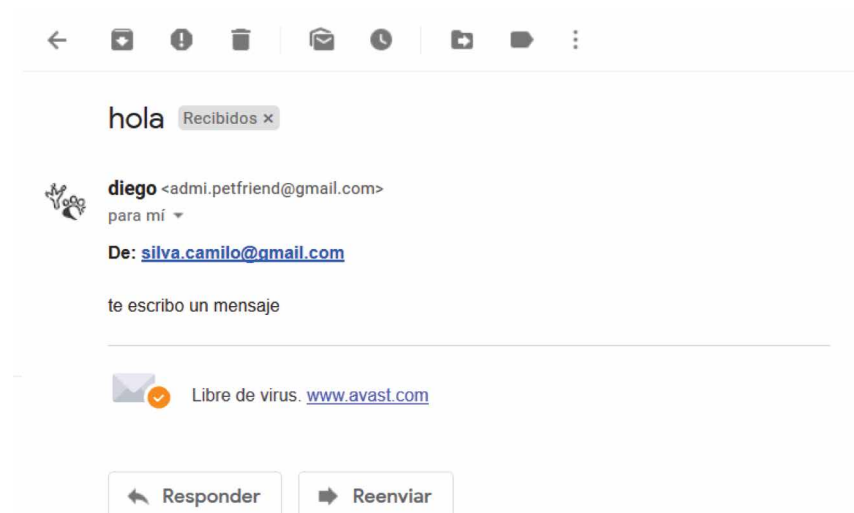 hola Recibidos ×
diego <admi.petfriend@gmail.com>
para mí
De: silva.camilo@gmail.com
te escribo un mensaje
Libre de virus. www.avast.com
Responder Reenviar